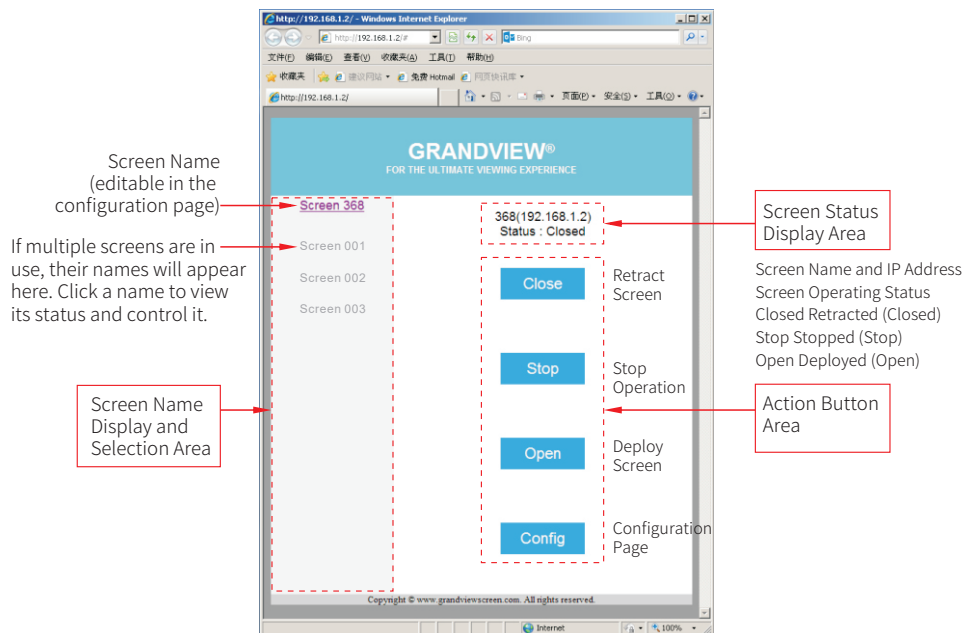 http://192.168.1.2/ - Windows Internet Explorer
http://192.168.1.2/#
Bing
文件(F) 编辑(E) 查看(V) 收藏夹(A) 工具(T) 帮助(H)
收藏夹 建议网站 免费 Hotmail 网页快讯库
http://192.168.1.2/
页面(P) 安全(S) 工具(O)
GRANDVIEW®
FOR THE ULTIMATE VIEWING EXPERIENCE
Screen Name
(editable in the
configuration page)
If multiple screens are in
use, their names will appear
here. Click a name to view
its status and control it.
Screen Name
Display and
Selection Area
Screen 368
Screen 001
Screen 002
Screen 003
368(192.168.1.2)
Status : Closed
Close
Retract
Screen
Stop
Stop
Operation
Open
Deploy
Screen
Config
Configuration
Page
Screen Status
Display Area
Screen Name and IP Address
Screen Operating Status
Closed Retracted (Closed)
Stop Stopped (Stop)
Open Deployed (Open)
Action Button
Area
Copyright © www.grandviewscreen.com. All rights reserved.
Internet
100%